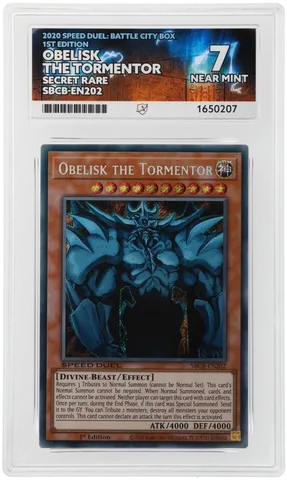 2020 SPEED DUEL: BATTLE CITY BOX
1ST EDITION
OBELISK
THE TORMENTOR
SECRET RARE
SBCB-EN202
7
NEAR MINT
1650207
OBELISK THE TORMENTOR
神
SPEED DUEL
SBCB-EN202
[DIVINE-BEAST/EFFECT]
Requires 3 Tributes to Normal Summon (cannot be Normal Set). This card's
Normal Summon cannot be negated. When Normal Summoned, cards and
effects cannot be activated. Neither player can target this card with card effects.
Once per turn, during the End Phase, if this card was Special Summoned: Send
it to the GY. You can Tribute 2 monsters; destroy all monsters your opponent
controls. This card cannot declare an attack the turn this effect is activated.
ATK/4000 DEF/4000
1st Edition